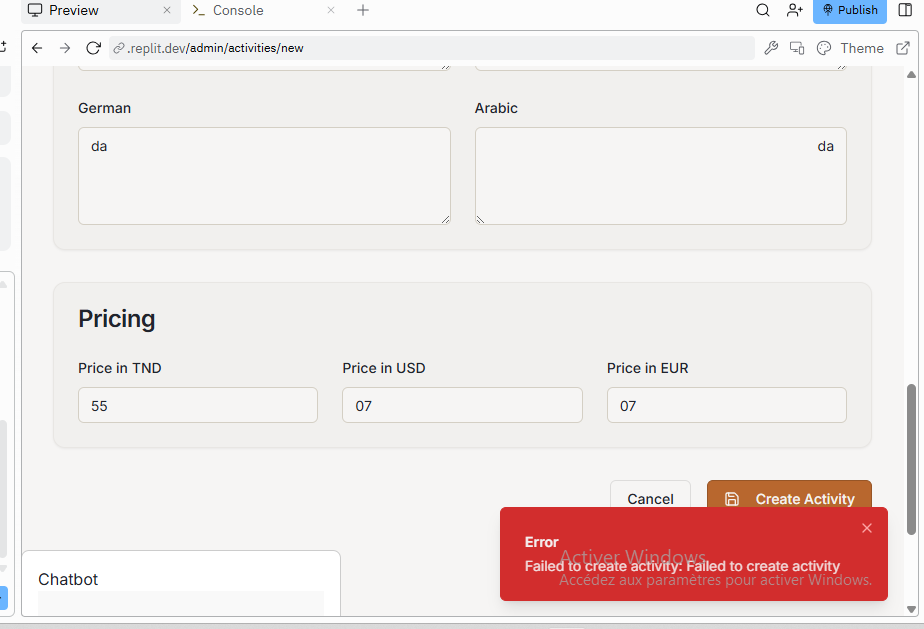 Preview
Console
Publish
.replit.dev/admin/activities/new
Theme
German
Arabic
da
da
Pricing
Price in TND
Price in USD
Price in EUR
55
07
07
Cancel
Create Activity
Error
Activer Windows
Failed to create activity: Failed to create activity
Accédez aux paramètres pour activer Windows.
Chatbot